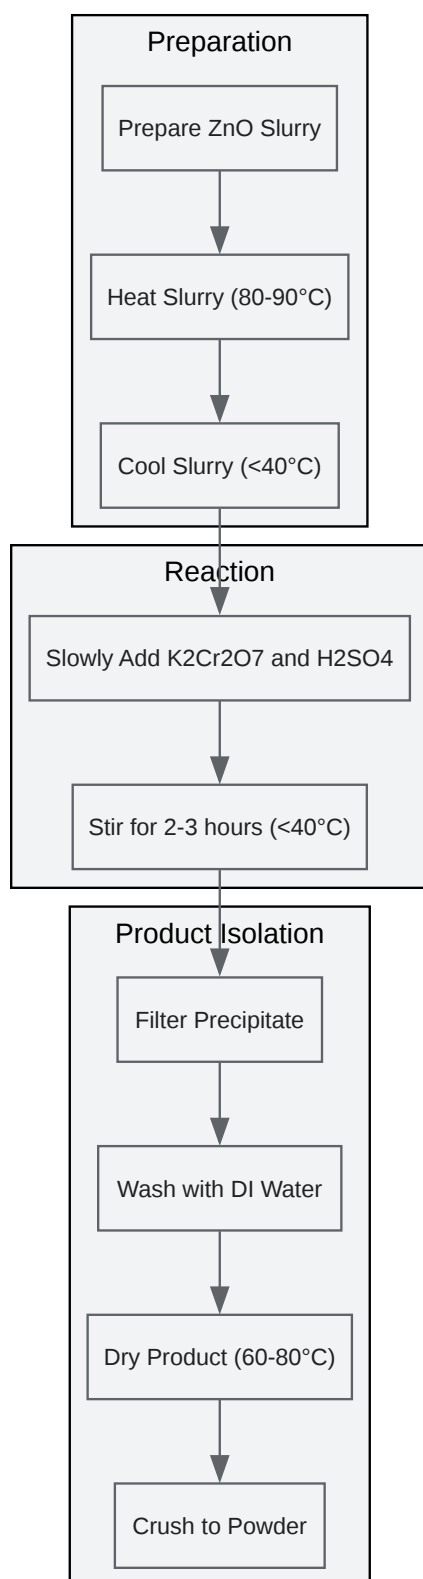 Preparation
Prepare ZnO Slurry
Heat Slurry (80-90°C)
Cool Slurry (<40°C)
Reaction
Slowly Add K2Cr2O7 and H2SO4
Stir for 2-3 hours (<40°C)
Product Isolation
Filter Precipitate
Wash with DI Water
Dry Product (60-80°C)
Crush to Powder